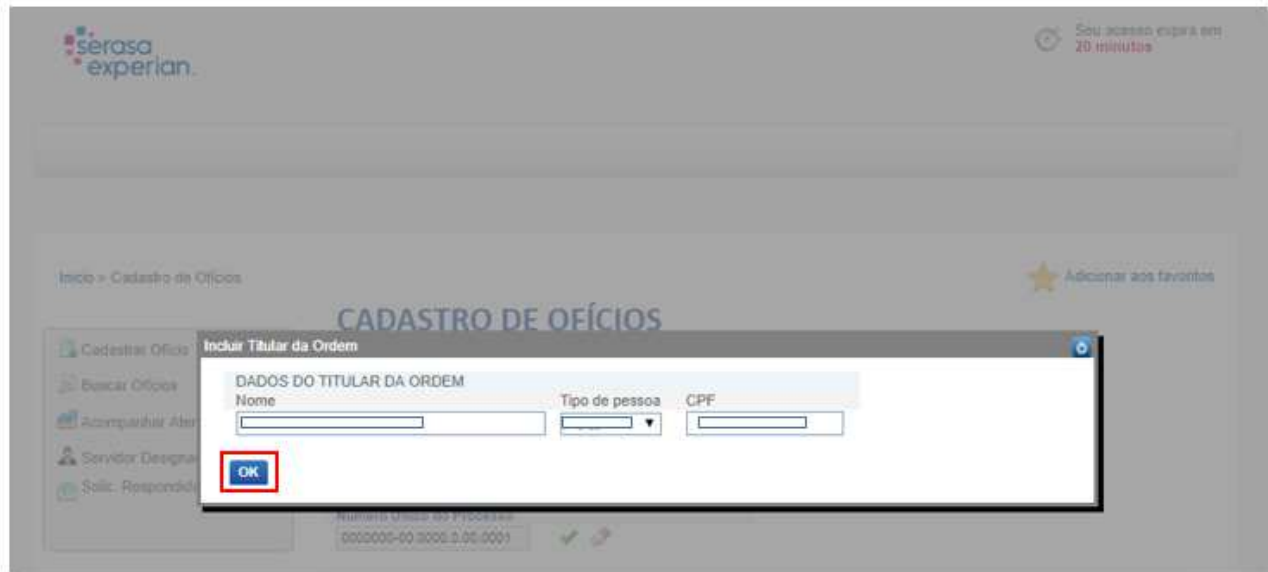 serasa
experian.
Seu acesso expira em
20 minutos
Início > Cadastro de Ofícios
Adicionar aos favoritos
CADASTRO DE OFÍCIOS
Cadastrar Ofício
Buscar Ofícios
Acompanhar
Servidor
Solic.
Incluir Titular da Ordem
DADOS DO TITULAR DA ORDEM
Nome
Tipo de pessoa
CPF
OK
Número Único do Processo
0000000-00.0000.0.00.0001